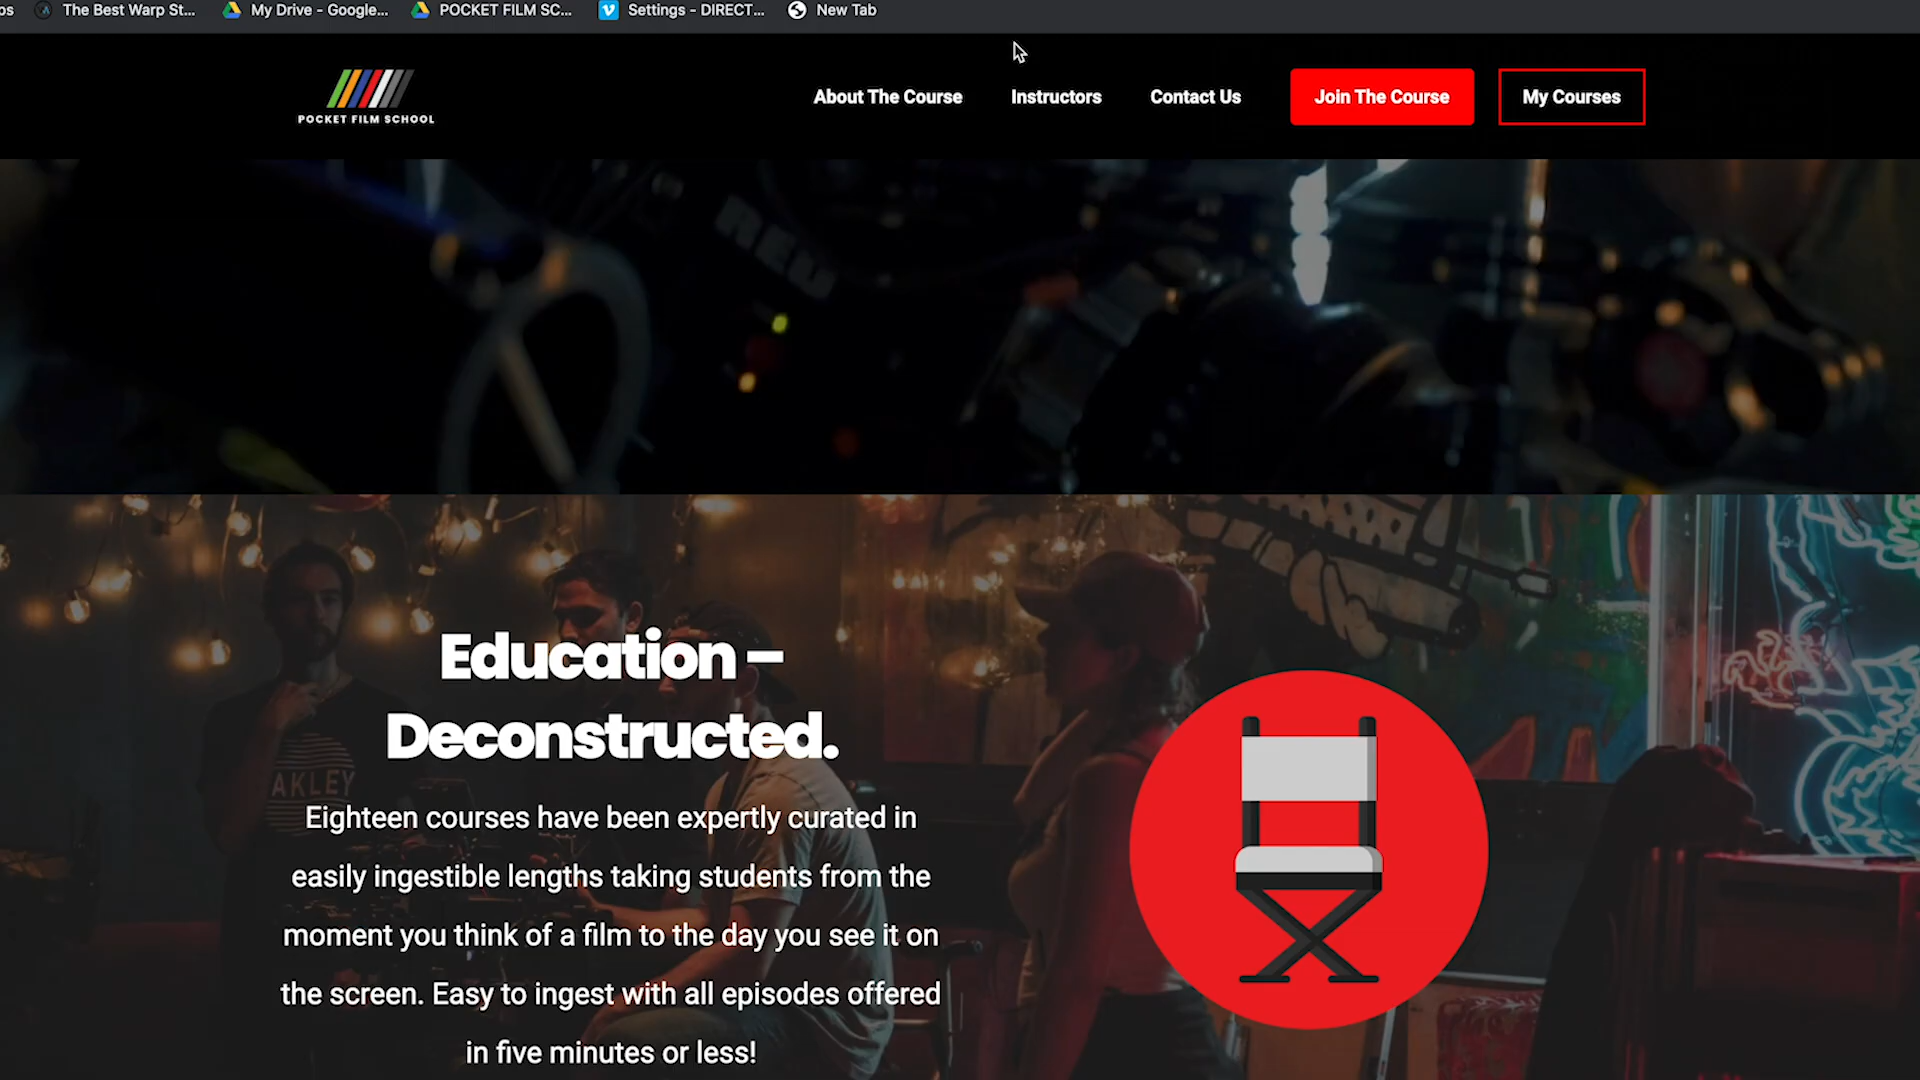 os The Best Warp St... My Drive - Google... POCKET FILM SC... Settings - DIRECT... New Tab
POCKET FILM SCHOOL
About The Course Instructors Contact Us Join The Course My Courses
RED
Education –
Deconstructed.
OAKLEY
Eighteen courses have been expertly curated in
easily ingestible lengths taking students from the
moment you think of a film to the day you see it on
the screen. Easy to ingest with all episodes offered
in five minutes or less!